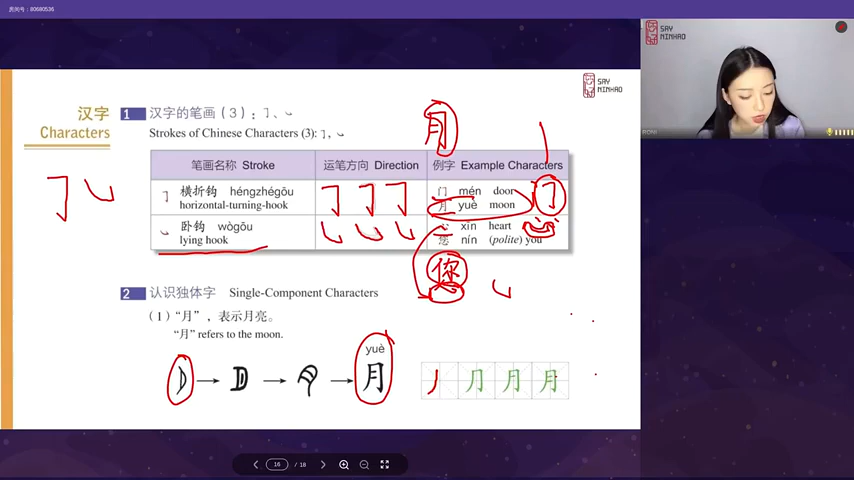 房间号：80680536
SAY
NINHAO
SAY
NINHAO
RONI
汉字
Characters
1 汉字的笔画（3）：㇆、㇃
Strokes of Chinese Characters (3): ㇆, ㇃
笔画名称 Stroke 运笔方向 Direction 例字 Example Characters
㇆ 横折钩 héngzhégōu
horizontal-turning-hook
门 mén door
月 yuè moon
㇃ 卧钩 wògōu
lying hook
心 xīn heart
您 nín (polite) you
月
您
2 认识独体字 Single-Component Characters
（1）“月”，表示月亮。
“月” refers to the moon.
yuè
月
月
16 / 18